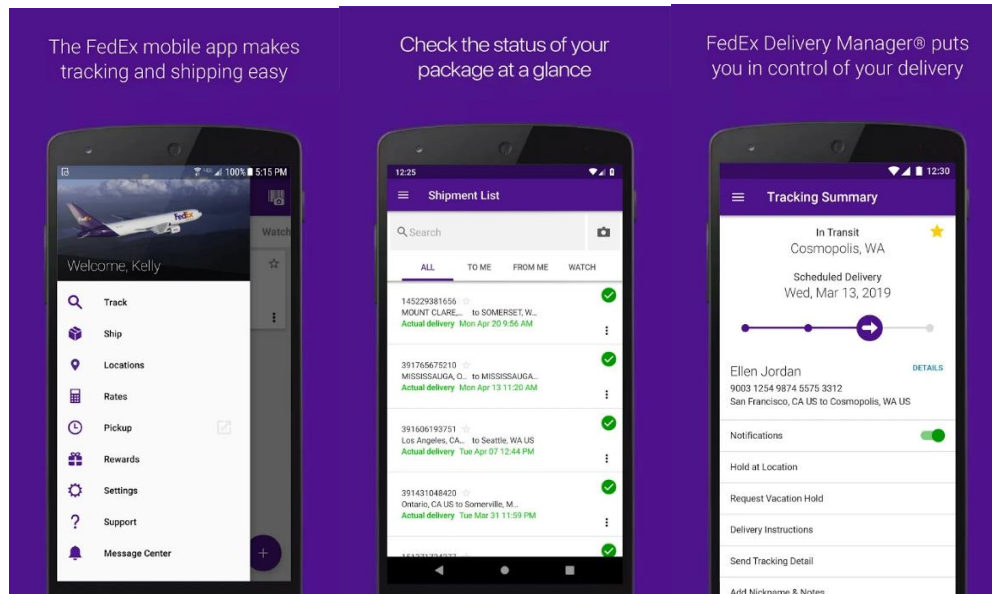 The FedEx mobile app makes
tracking and shipping easy
100% 5:15 PM
FedEx
Watch
Welcome, Kelly
Track
Ship
Locations
Rates
Pickup
Rewards
Settings
Support
Message Center
+
Check the status of your
package at a glance
12:25
Shipment List
Search
ALL TO ME FROM ME WATCH
145229381656
MOUNT CLARE,... to SOMERSET, W...
Actual delivery Mon Apr 20 9:56 AM
391765675210
MISSISSAUGA, O... to MISSISSAUGA...
Actual delivery Mon Apr 13 11:20 AM
391606193751
Los Angeles, CA... to Seattle, WA US
Actual delivery Tue Apr 07 12:44 PM
391431048420
Ontario, CA US to Somerville, M...
Actual delivery Tue Mar 31 11:59 PM
FedEx Delivery Manager® puts
you in control of your delivery
12:30
Tracking Summary
In Transit
Cosmopolis, WA
Scheduled Delivery
Wed, Mar 13, 2019
Ellen Jordan DETAILS
9003 1254 9874 5575 3312
San Francisco, CA US to Cosmopolis, WA US
Notifications
Hold at Location
Request Vacation Hold
Delivery Instructions
Send Tracking Detail
Add Nickname & Notes